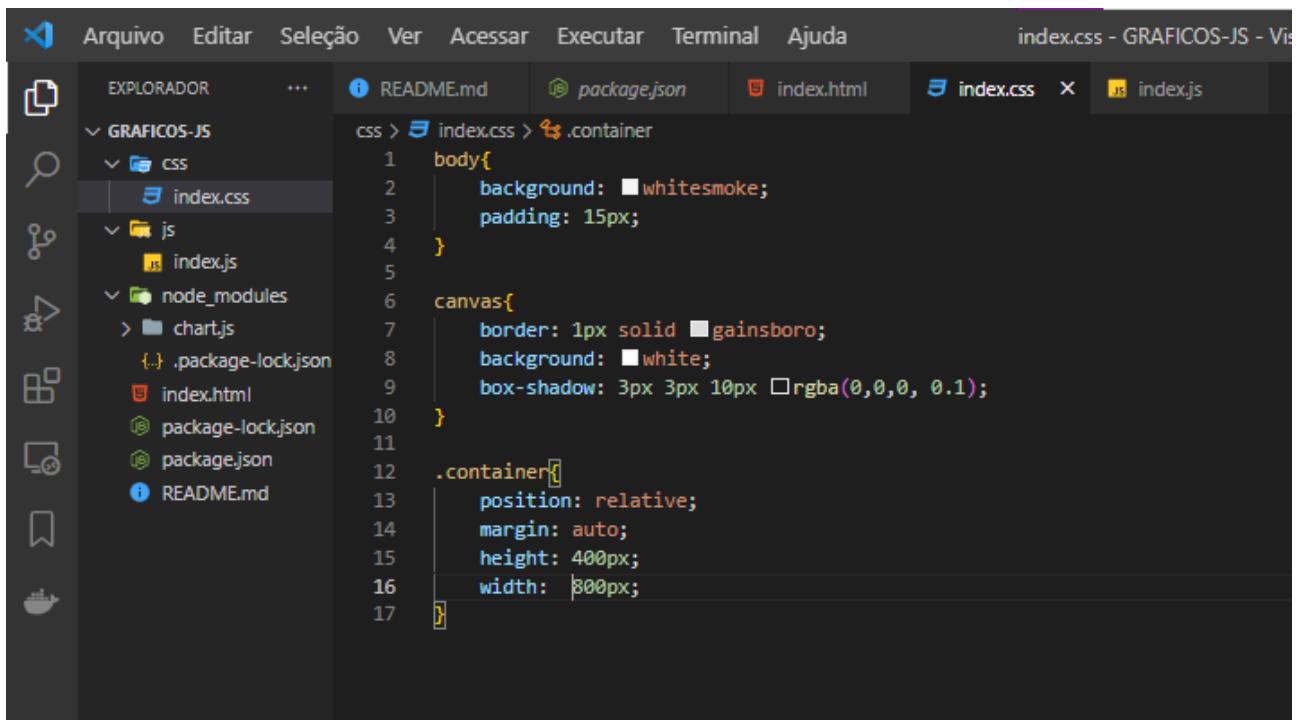 Arquivo Editar Seleção Ver Acessar Executar Terminal Ajuda index.css - GRAFICOS-JS - Vis
EXPLORADOR ··· README.md package.json index.html index.css × index.js
GRAFICOS-JS
css
index.css
js
JS index.js
node_modules
chart.js
{..} .package-lock.json
index.html
package-lock.json
package.json
README.md
css > index.css > .container
1 body{
2 background: whitesmoke;
3 padding: 15px;
4 }
5
6 canvas{
7 border: 1px solid gainsboro;
8 background: white;
9 box-shadow: 3px 3px 10px rgba(0,0,0, 0.1);
10 }
11
12 .container{
13 position: relative;
14 margin: auto;
15 height: 400px;
16 width: 800px;
17 }